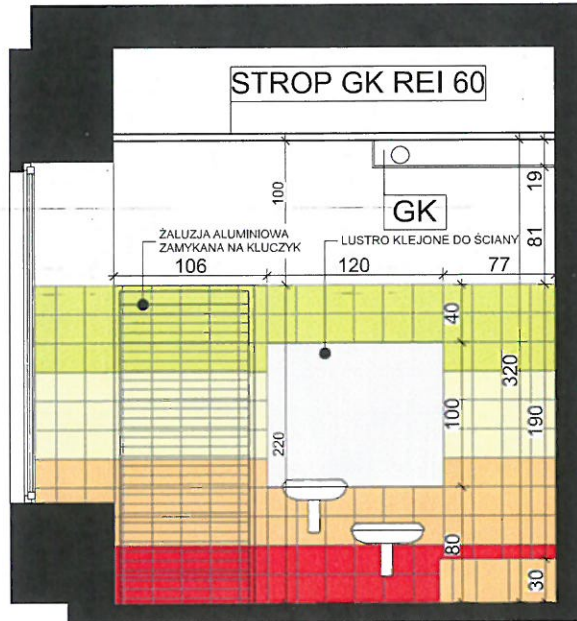 STROP GK REI 60
GK
ŻALUZJA ALUMINIOWA
ZAMYKANA NA KLUCZYK
LUSTRO KLEJONE DO ŚCIANY
106
120
77
100
19
81
40
320
100
190
220
80
30